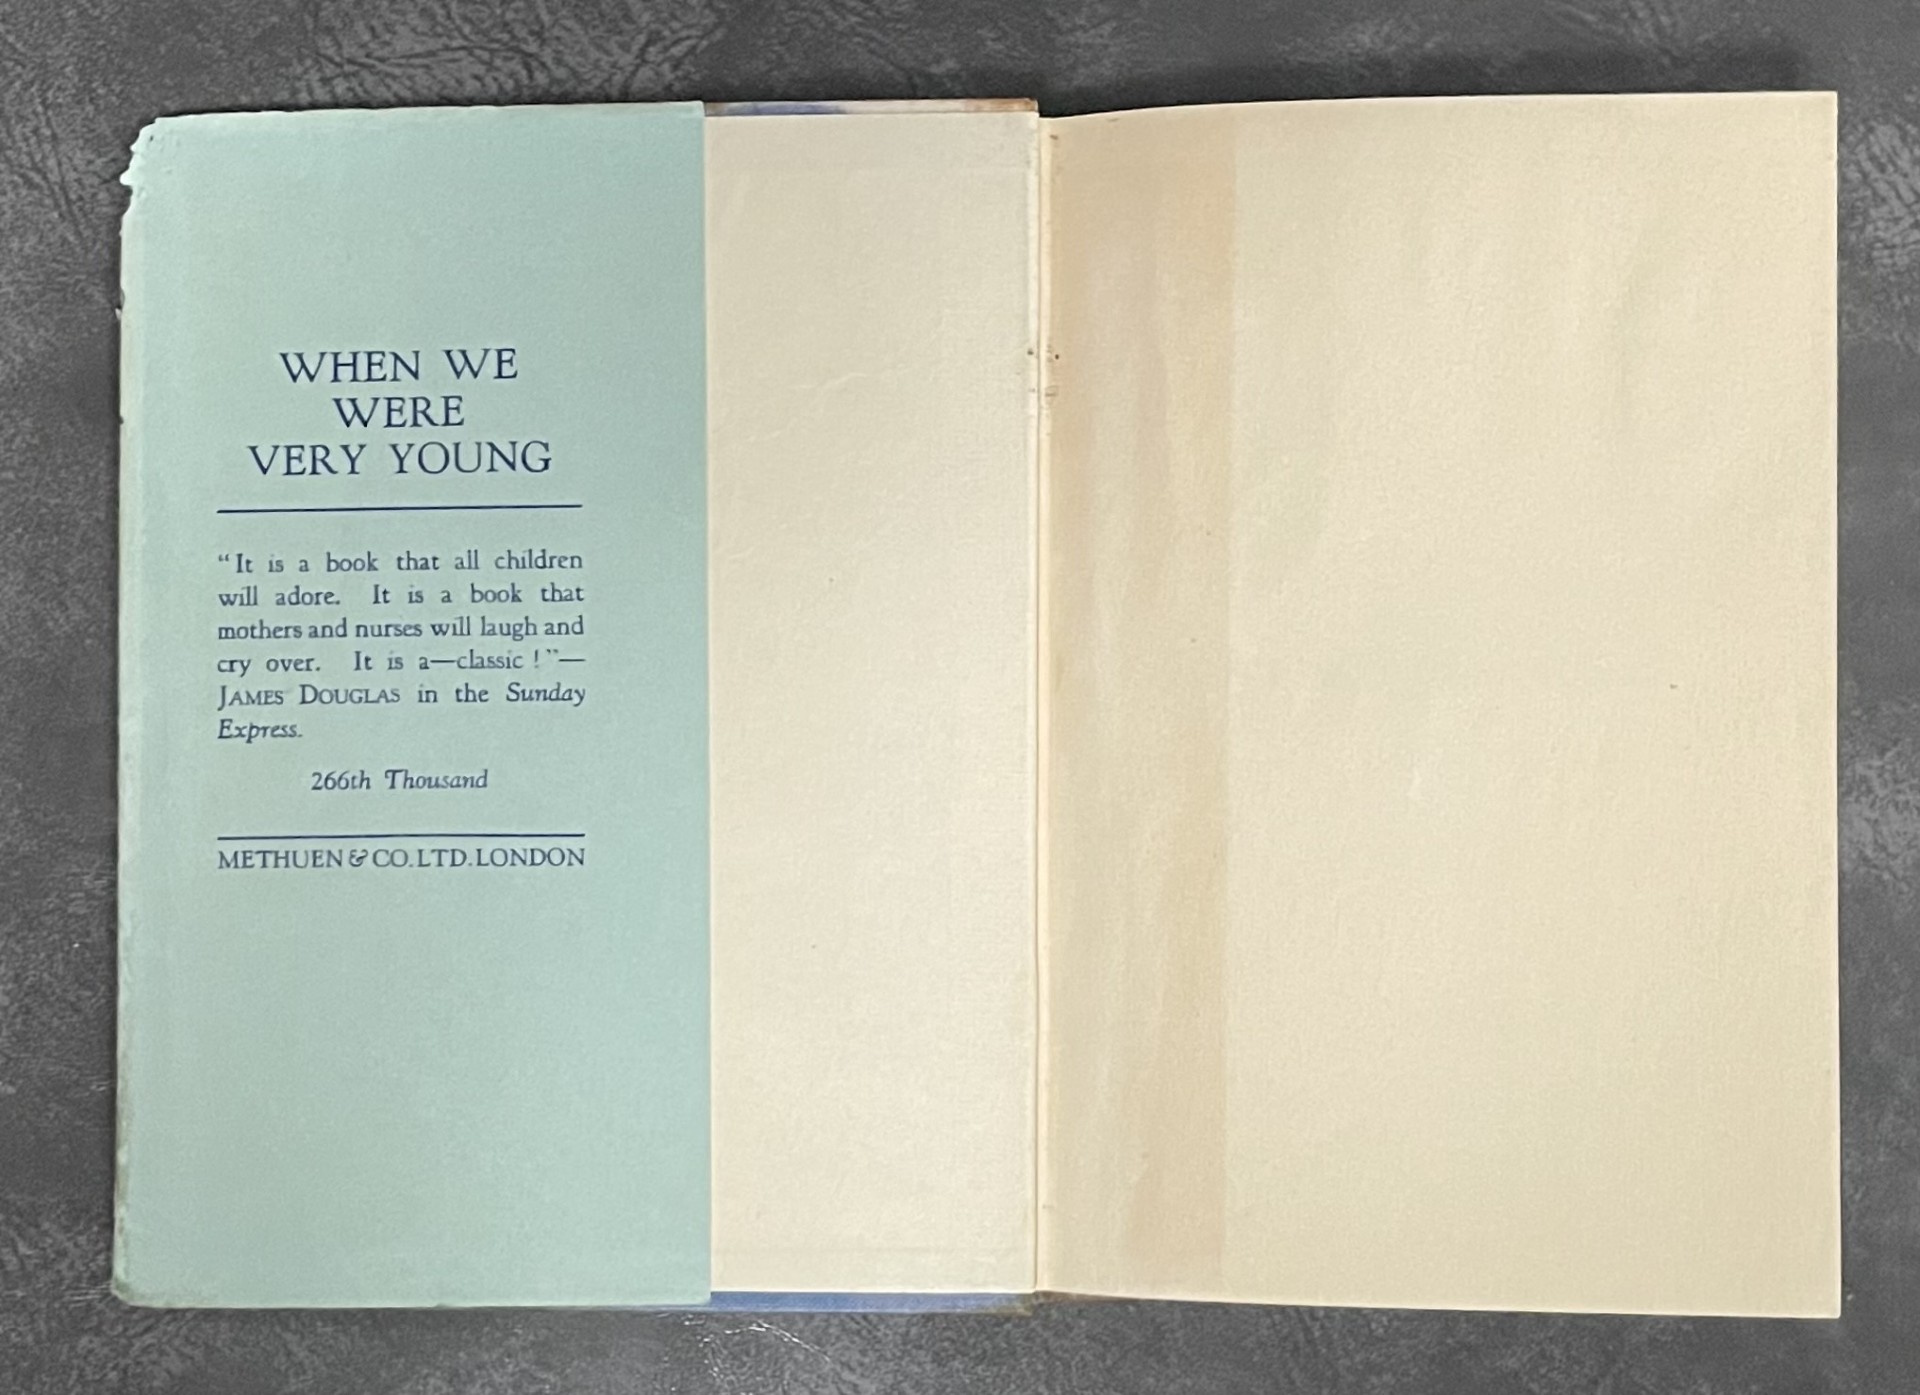 WHEN WE
WERE
VERY YOUNG
“It is a book that all children
will adore. It is a book that
mothers and nurses will laugh and
cry over. It is a—classic!”—
JAMES DOUGLAS in the Sunday
Express.
266th Thousand
METHUEN & CO. LTD. LONDON